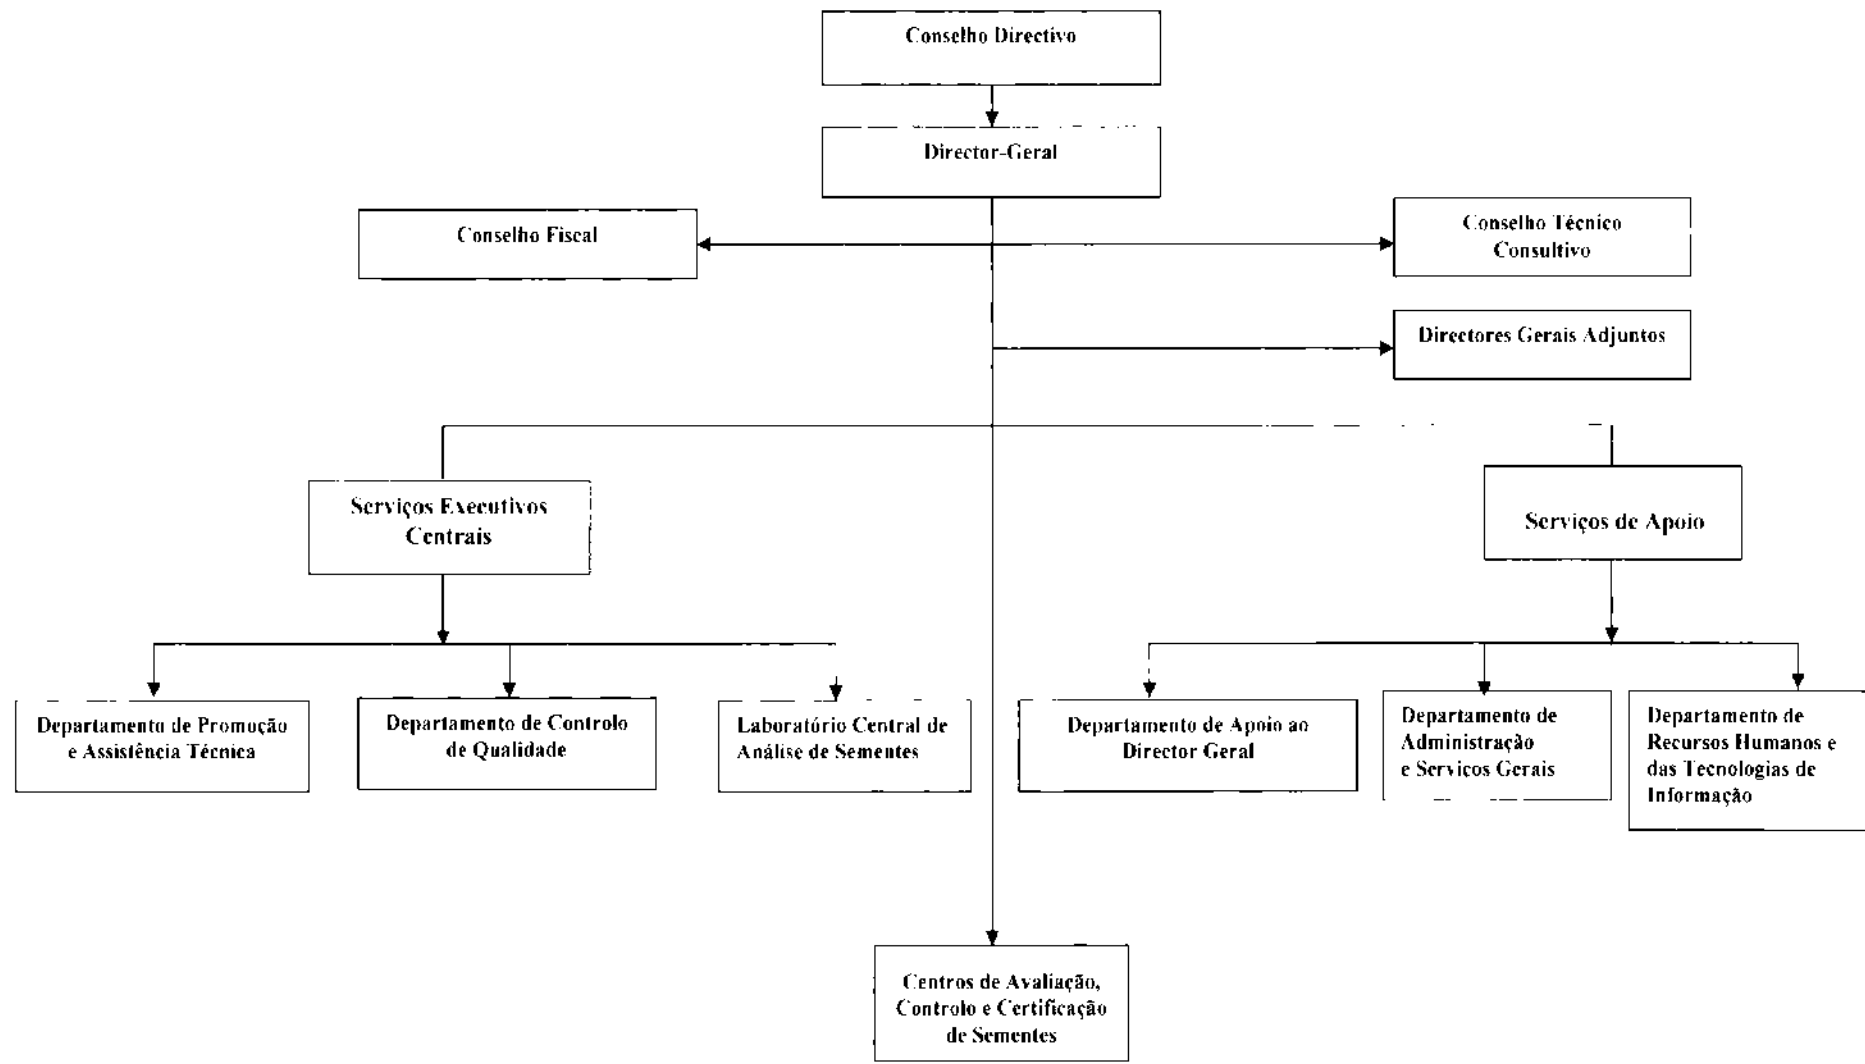 Conselho Directivo
Director-Geral
Conselho Fiscal
Conselho Técnico
Consultivo
Directores Gerais Adjuntos
Serviços Executivos
Centrais
Serviços de Apoio
Departamento de Promoção
e Assistência Técnica
Departamento de Controlo
de Qualidade
Laboratório Central de
Análise de Sementes
Departamento de Apoio ao
Director Geral
Departamento de
Administração
e Serviços Gerais
Departamento de
Recursos Humanos e
das Tecnologias de
Informação
Centros de Avaliação,
Controlo e Certificação
de Sementes